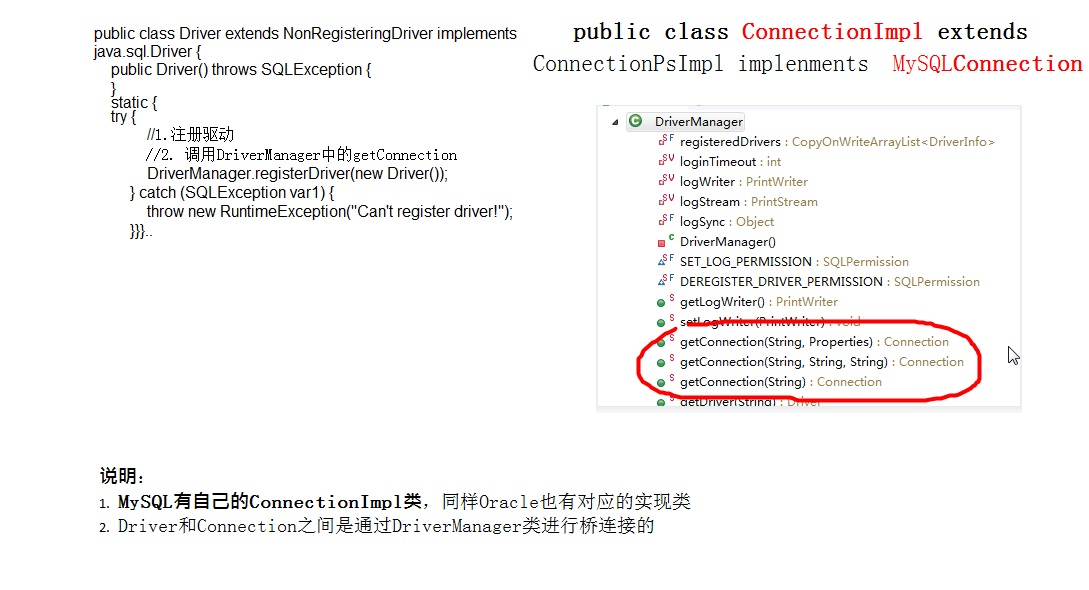 public class Driver extends NonRegisteringDriver implements
java.sql.Driver {
public Driver() throws SQLException {
}
static {
try {
//1.注册驱动
//2. 调用DriverManager中的getConnection
DriverManager.registerDriver(new Driver());
} catch (SQLException var1) {
throw new RuntimeException("Can't register driver!");
}}}..
public class ConnectionImpl extends
ConnectionPsImpl implenments MySQLConnection
DriverManager
registeredDrivers : CopyOnWriteArrayList<DriverInfo>
loginTimeout : int
logWriter : PrintWriter
logStream : PrintStream
logSync : Object
DriverManager()
SET_LOG_PERMISSION : SQLPermission
DEREGISTER_DRIVER_PERMISSION : SQLPermission
getLogWriter() : PrintWriter
setLogWriter(PrintWriter) : void
getConnection(String, Properties) : Connection
getConnection(String, String, String) : Connection
getConnection(String) : Connection
getDriver(String) : Driver
说明:
1. MySQL有自己的ConnectionImpl类，同样Oracle也有对应的实现类
2. Driver和Connection之间是通过DriverManager类进行桥连接的